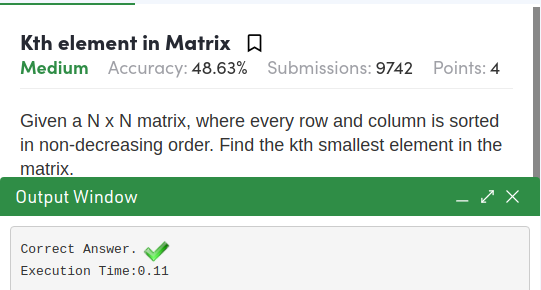 Kth element in Matrix
Medium Accuracy: 48.63% Submissions: 9742 Points: 4
Given a N x N matrix, where every row and column is sorted
in non-decreasing order. Find the kth smallest element in the
matrix.
Output Window
Correct Answer.
Execution Time:0.11